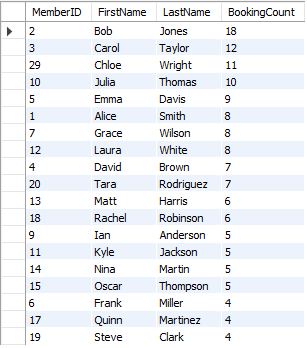 MemberID FirstName LastName BookingCount
2 Bob Jones 18
3 Carol Taylor 12
29 Chloe Wright 11
10 Julia Thomas 10
5 Emma Davis 9
1 Alice Smith 8
7 Grace Wilson 8
12 Laura White 8
4 David Brown 7
20 Tara Rodriguez 7
13 Matt Harris 6
18 Rachel Robinson 6
9 Ian Anderson 5
11 Kyle Jackson 5
14 Nina Martin 5
15 Oscar Thompson 5
6 Frank Miller 4
17 Quinn Martinez 4
19 Steve Clark 4